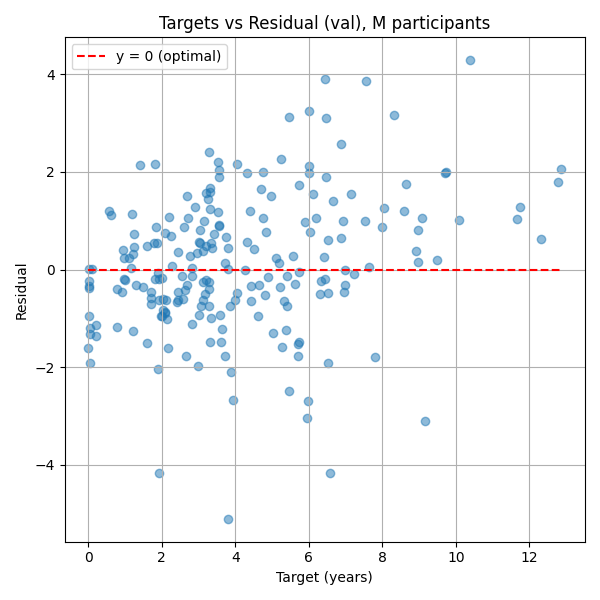 Targets vs Residual (val), M participants
y = 0 (optimal)
Residual
4
2
0
−2
−4
0 2 4 6 8 10 12
Target (years)